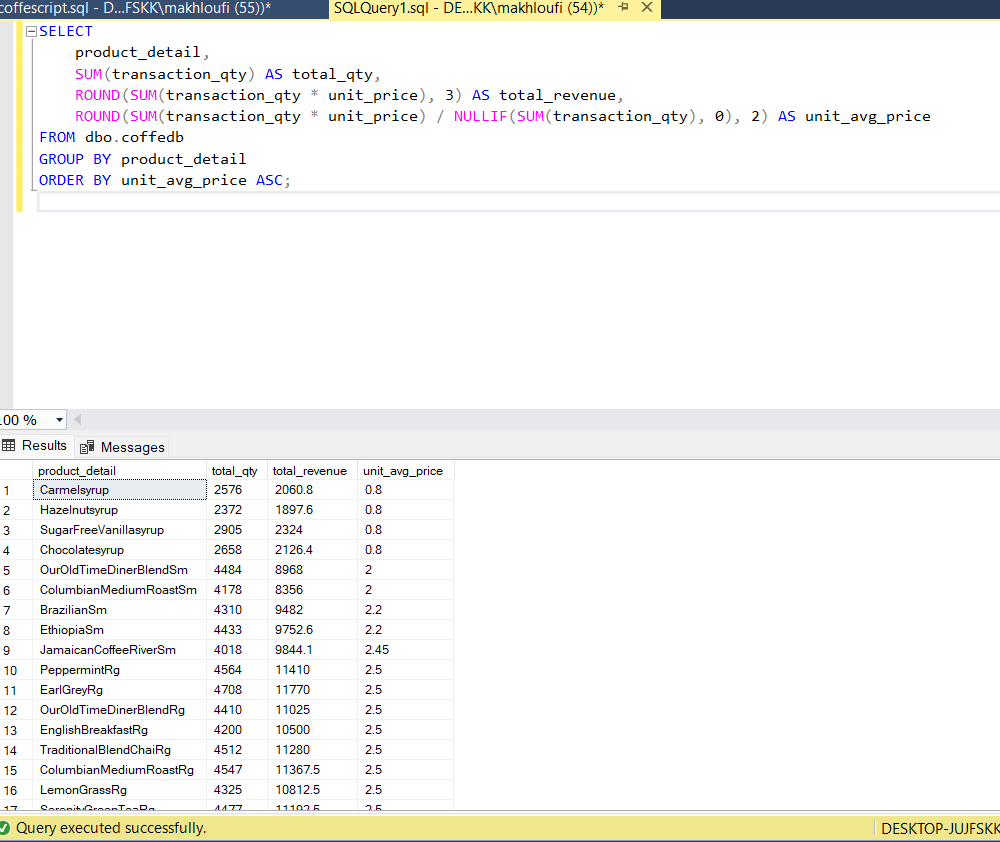 coffescript.sql - D...FSKK\makhloufi (55))* SQLQuery1.sql - DE...KK\makhloufi (54))*
SELECT
product_detail,
SUM(transaction_qty) AS total_qty,
ROUND(SUM(transaction_qty * unit_price), 3) AS total_revenue,
ROUND(SUM(transaction_qty * unit_price) / NULLIF(SUM(transaction_qty), 0), 2) AS unit_avg_price
FROM dbo.coffedb
GROUP BY product_detail
ORDER BY unit_avg_price ASC;
100 %
Results Messages
product_detail total_qty total_revenue unit_avg_price
1 Carmelsyrup 2576 2060.8 0.8
2 Hazelnutsyrup 2372 1897.6 0.8
3 SugarFreeVanillasyrup 2905 2324 0.8
4 Chocolatesyrup 2658 2126.4 0.8
5 OurOldTimeDinerBlendSm 4484 8968 2
6 ColumbianMediumRoastSm 4178 8356 2
7 BrazilianSm 4310 9482 2.2
8 EthiopiaSm 4433 9752.6 2.2
9 JamaicanCoffeeRiverSm 4018 9844.1 2.45
10 PeppermintRg 4564 11410 2.5
11 EarlGreyRg 4708 11770 2.5
12 OurOldTimeDinerBlendRg 4410 11025 2.5
13 EnglishBreakfastRg 4200 10500 2.5
14 TraditionalBlendChaiRg 4512 11280 2.5
15 ColumbianMediumRoastRg 4547 11367.5 2.5
16 LemonGrassRg 4325 10812.5 2.5
17 SerenityGreenTeaRg 4477 11192.5 2.5
Query executed successfully. DESKTOP-JUJFSKK